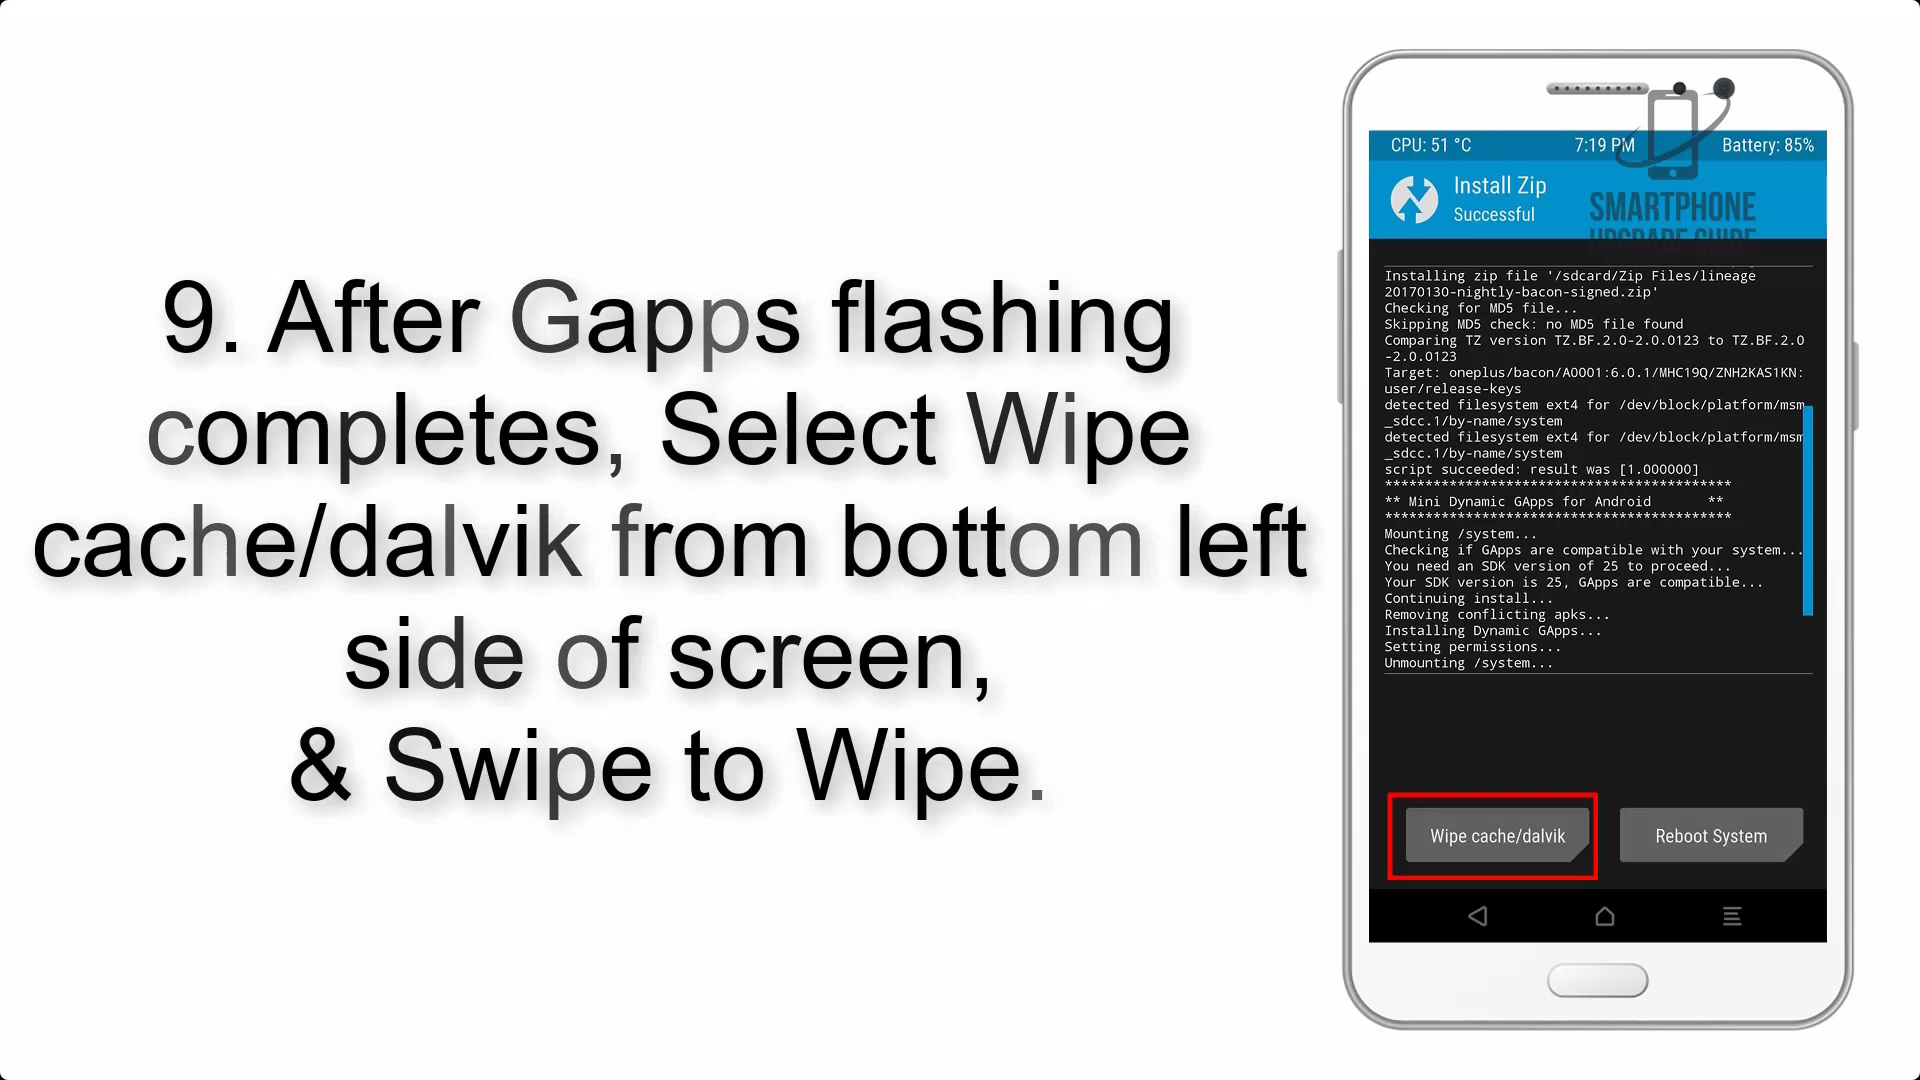 9. After Gapps flashing
completes, Select Wipe
cache/dalvik from bottom left
side of screen,
& Swipe to Wipe.
CPU: 51 °C 7:19 PM Battery: 85%
Install Zip
Successful
SMARTPHONE
UPGRADE GUIDE
Installing zip file '/sdcard/Zip Files/lineage
20170130-nightly-bacon-signed.zip'
Checking for MD5 file...
Skipping MD5 check: no MD5 file found
Comparing TZ version TZ.BF.2.0-2.0.0123 to TZ.BF.2.0
-2.0.0123
Target: oneplus/bacon/A0001:6.0.1/MHC19Q/ZNH2KAS1KN:
user/release-keys
detected filesystem ext4 for /dev/block/platform/msm
_sdcc.1/by-name/system
detected filesystem ext4 for /dev/block/platform/msm
_sdcc.1/by-name/system
script succeeded: result was [1.000000]
******************************************
** Mini Dynamic GApps for Android **
******************************************
Mounting /system...
Checking if GApps are compatible with your system...
You need an SDK version of 25 to proceed...
Your SDK version is 25, GApps are compatible...
Continuing install...
Removing conflicting apks...
Installing Dynamic GApps...
Setting permissions...
Unmounting /system...
Wipe cache/dalvik Reboot System